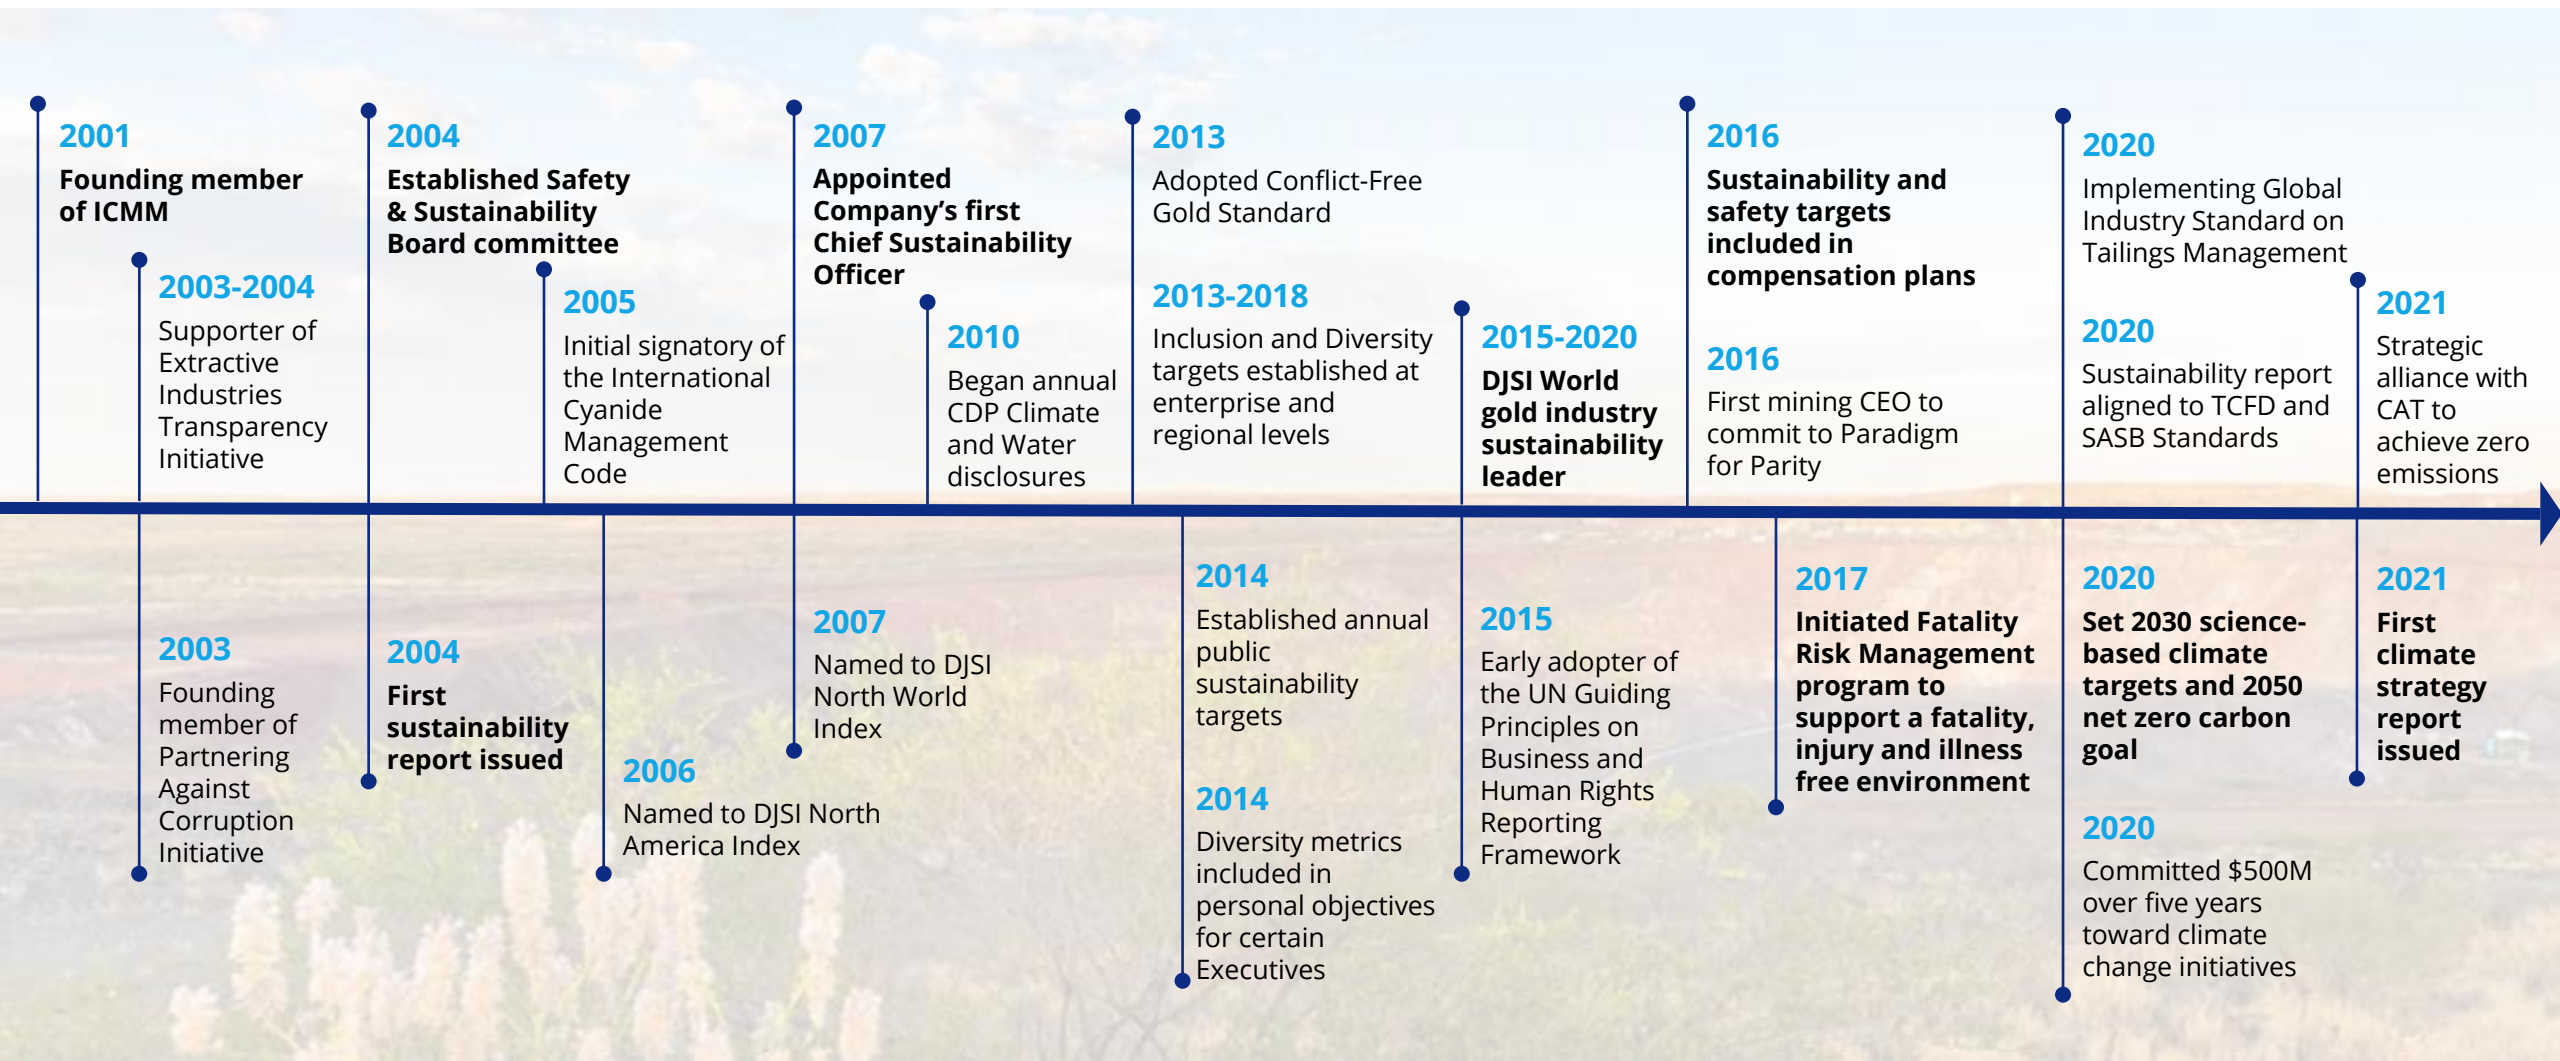 2001
Founding member
of ICMM
2003-2004
Supporter of
Extractive
Industries
Transparency
Initiative
2003
Founding
member of
Partnering
Against
Corruption
Initiative
2004
Established Safety
& Sustainability
Board committee
2004
First
sustainability
report issued
2005
Initial signatory of
the International
Cyanide
Management
Code
2006
Named to DJSI North
America Index
2007
Appointed
Company’s first
Chief Sustainability
Officer
2007
Named to DJSI
North World
Index
2010
Began annual
CDP Climate
and Water
disclosures
2013
Adopted Conflict-Free
Gold Standard
2013-2018
Inclusion and Diversity
targets established at
enterprise and
regional levels
2014
Established annual
public
sustainability
targets
2014
Diversity metrics
included in
personal objectives
for certain
Executives
2015-2020
DJSI World
gold industry
sustainability
leader
2015
Early adopter of
the UN Guiding
Principles on
Business and
Human Rights
Reporting
Framework
2016
Sustainability and
safety targets
included in
compensation plans
2016
First mining CEO to
commit to Paradigm
for Parity
2017
Initiated Fatality
Risk Management
program to
support a fatality,
injury and illness
free environment
2020
Implementing Global
Industry Standard on
Tailings Management
2020
Sustainability report
aligned to TCFD and
SASB Standards
2020
Set 2030 science-
based climate
targets and 2050
net zero carbon
goal
2020
Committed $500M
over five years
toward climate
change initiatives
2021
Strategic
alliance with
CAT to
achieve zero
emissions
2021
First
climate
strategy
report
issued